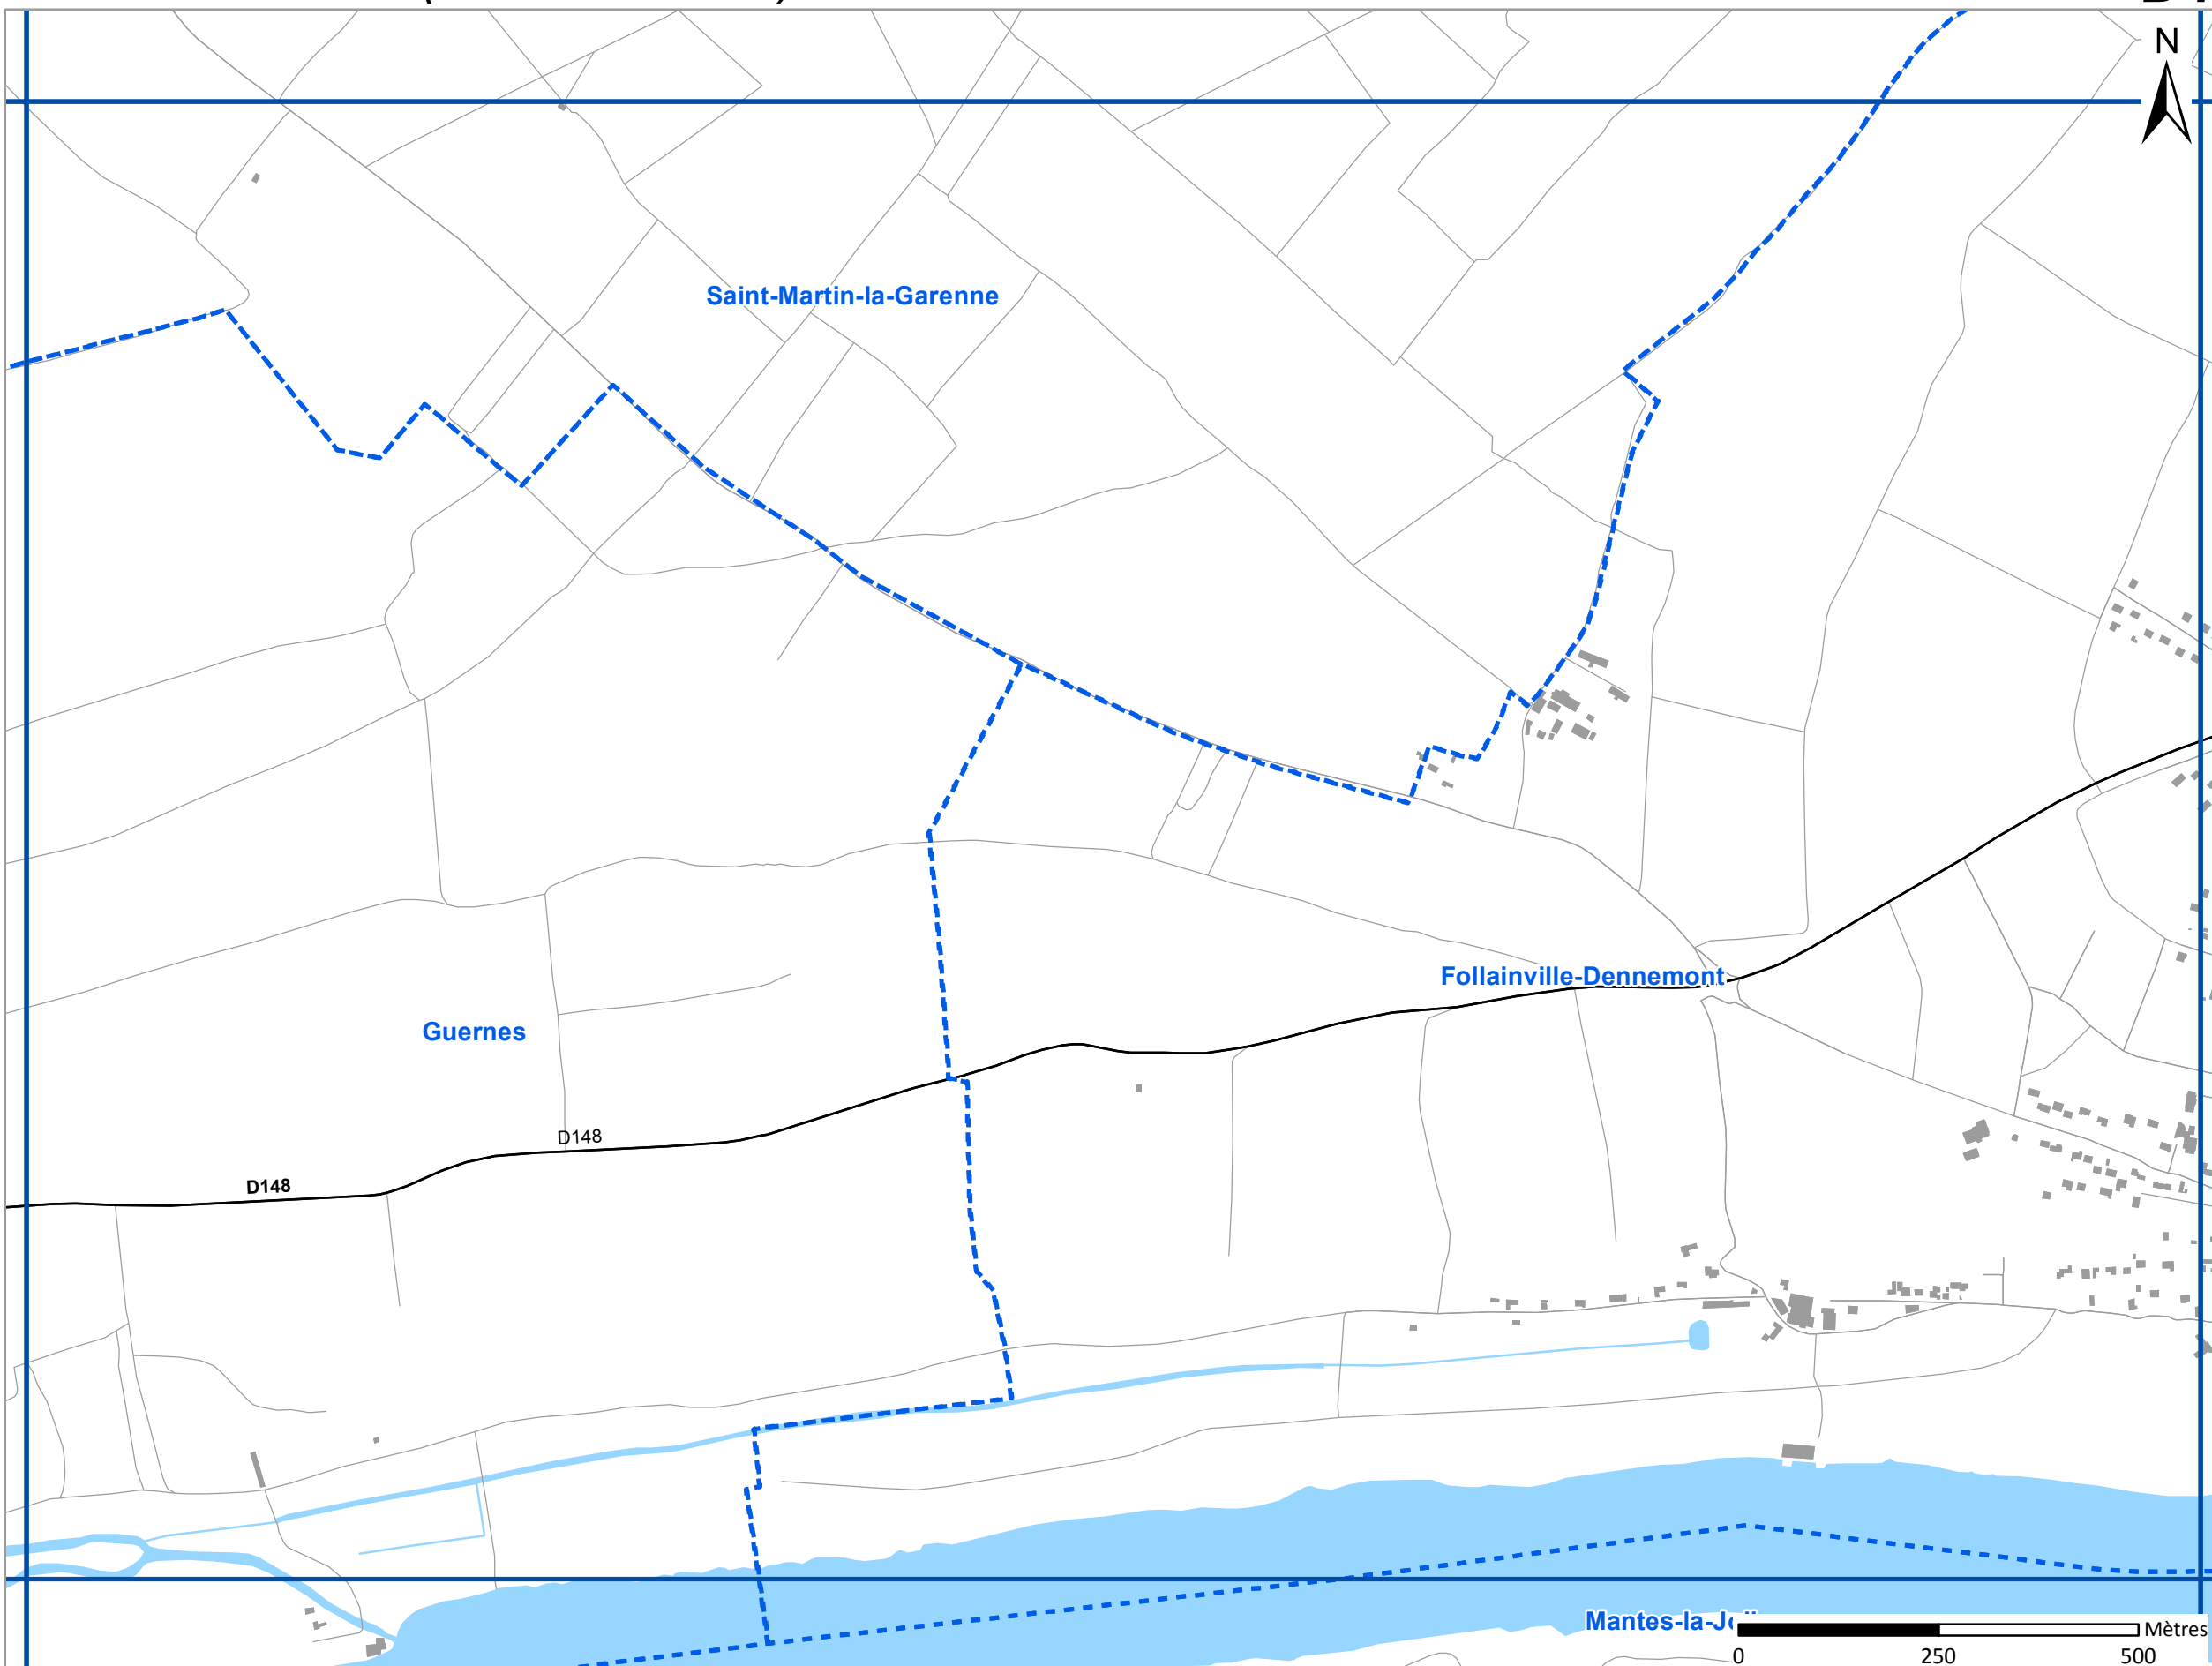 N
Saint-Martin-la-Garenne
Follainville-Dennemont
Guernes
D148
D148
Mètres
0 250 500